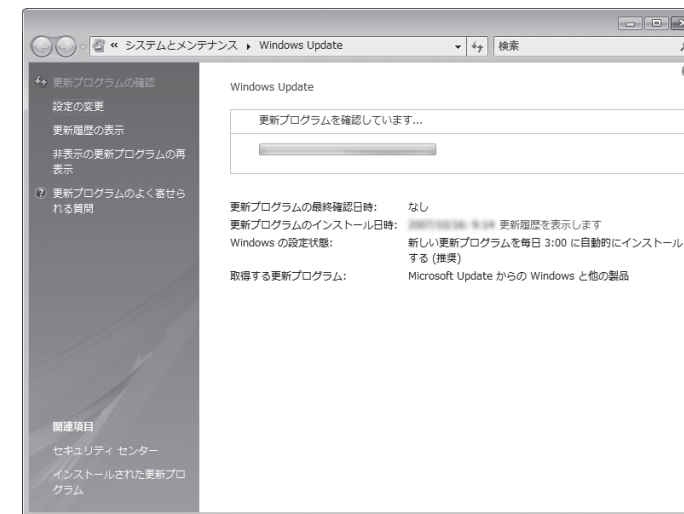 « システムとメンテナンス ▸ Windows Update
検索
更新プログラムの確認
設定の変更
更新履歴の表示
非表示の更新プログラムの再
表示
更新プログラムのよく寄せら
れる質問
関連項目
セキュリティ センター
インストールされた更新プロ
グラム
Windows Update
更新プログラムを確認しています...
更新プログラムの最終確認日時: なし
更新プログラムのインストール日時: 更新履歴を表示します
Windows の設定状態: 新しい更新プログラムを毎日 3:00 に自動的にインストール
する (推奨)
取得する更新プログラム: Microsoft Update からの Windows と他の製品